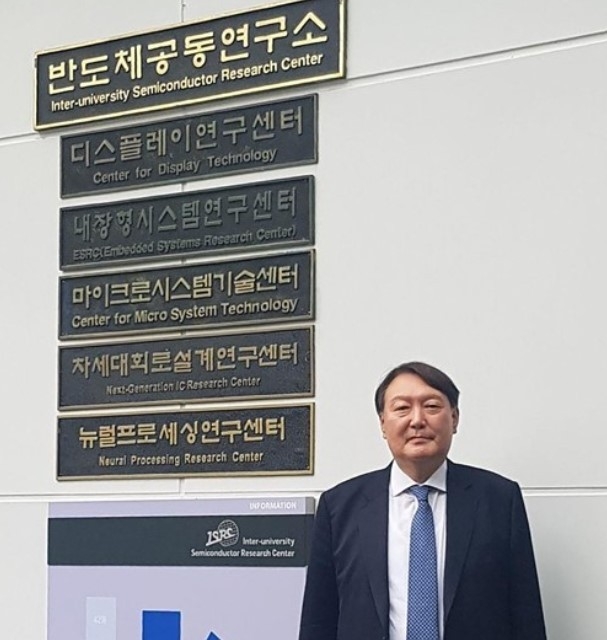 반도체공동연구소
Inter-university Semiconductor Research Center
디스플레이연구센터
Center for Display Technology
내장형시스템연구센터
ESRC(Embedded Systems Research Center)
마이크로시스템기술센터
Center for Micro System Technology
차세대회로설계연구센터
Next-Generation IC Research Center
뉴럴프로세싱연구센터
Neural Processing Research Center
INFORMATION
ISRC
Inter-university
Semiconductor Research Center